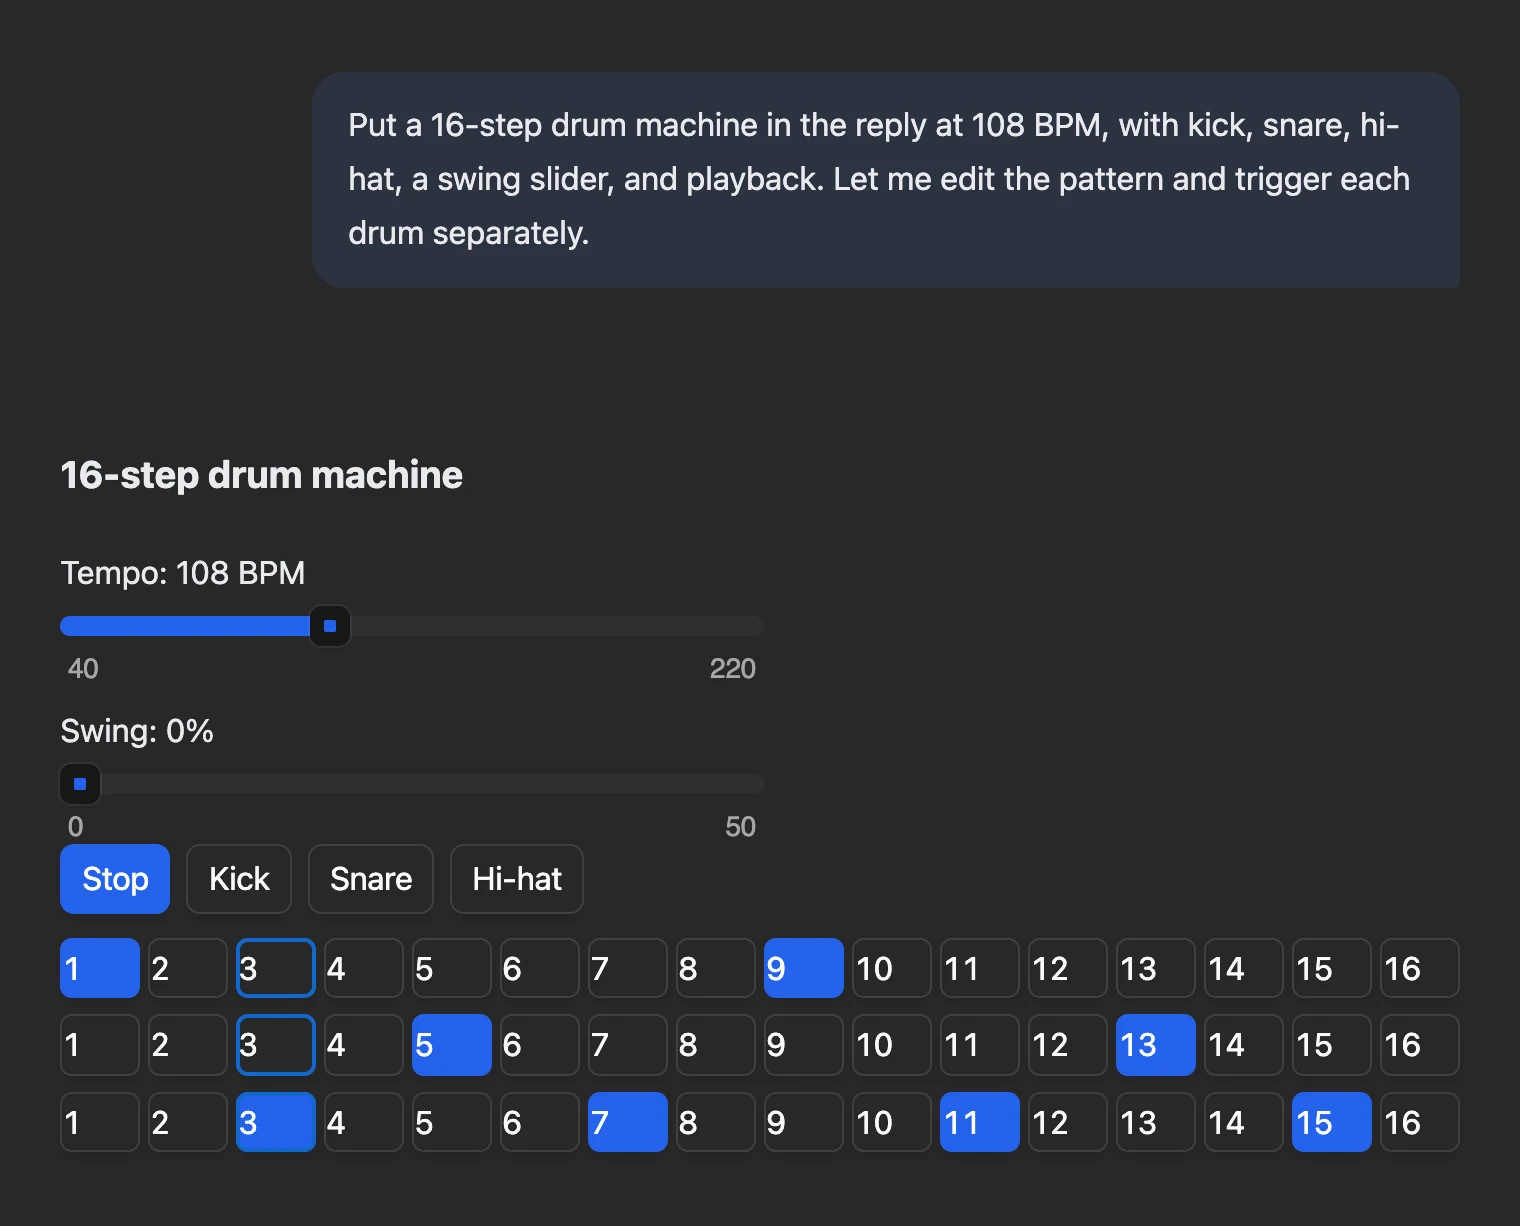 Put a 16-step drum machine in the reply at 108 BPM, with kick, snare, hi-
hat, a swing slider, and playback. Let me edit the pattern and trigger each
drum separately.
16-step drum machine
Tempo: 108 BPM
40 220
Swing: 0%
0 50
Stop Kick Snare Hi-hat
1 2 3 4 5 6 7 8 9 10 11 12 13 14 15 16
1 2 3 4 5 6 7 8 9 10 11 12 13 14 15 16
1 2 3 4 5 6 7 8 9 10 11 12 13 14 15 16